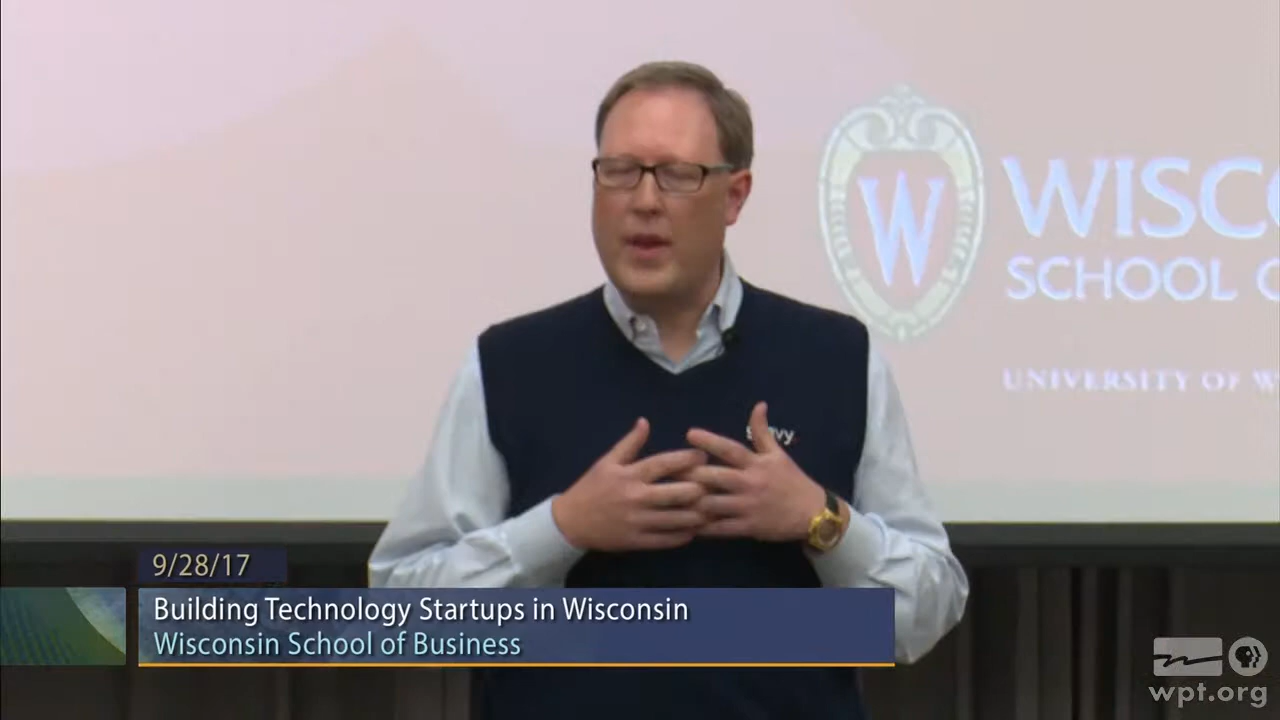 W
WISC
SCHOOL O
UNIVERSITY OF W
9/28/17
Building Technology Startups in Wisconsin
Wisconsin School of Business
wpt.org